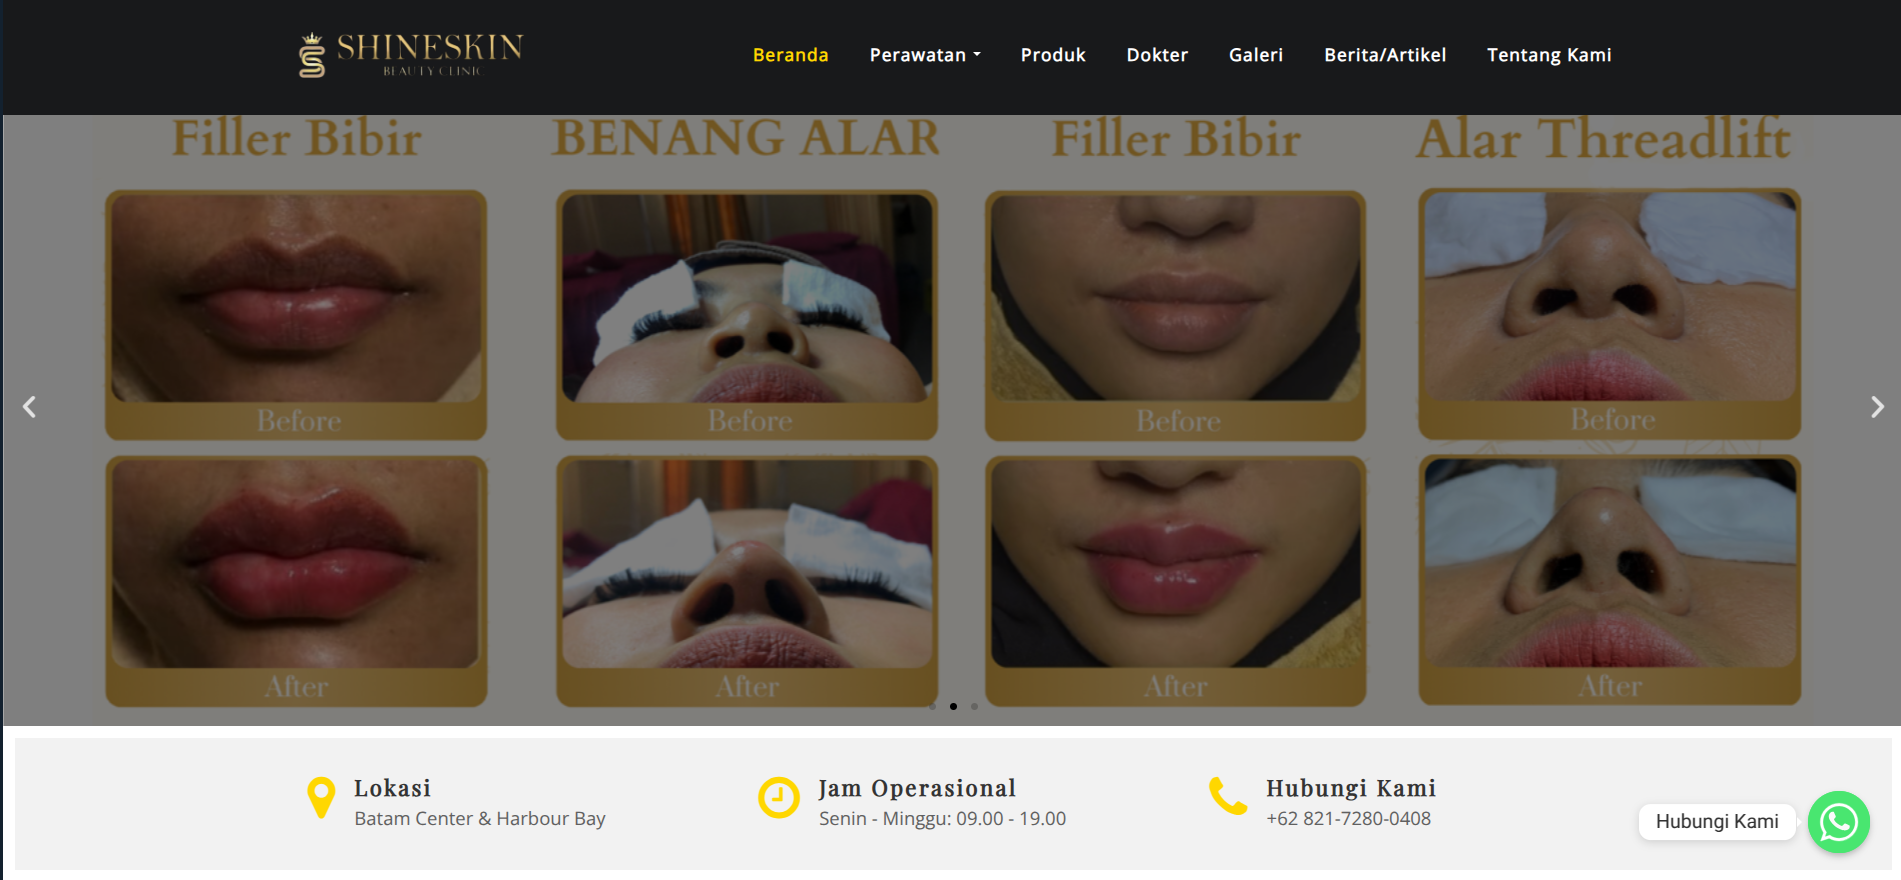 SHINESKIN
BEAUTY CLINIC
Beranda
Perawatan
Produk
Dokter
Galeri
Berita/Artikel
Tentang Kami
Filler Bibir
BENANG ALAR
Filler Bibir
Alar Threadlift
Before
Before
Before
Before
After
After
After
After
Lokasi
Batam Center & Harbour Bay
Jam Operasional
Senin - Minggu: 09.00 - 19.00
Hubungi Kami
+62 821-7280-0408
Hubungi Kami